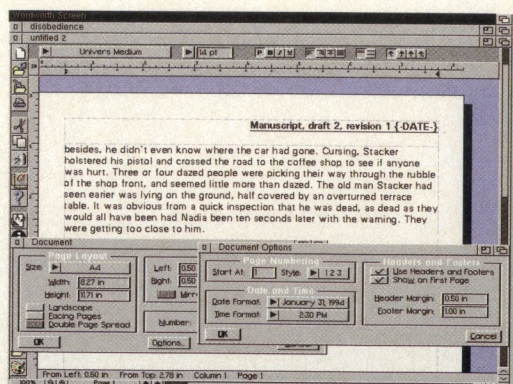 Wordworth Screen
disobedience
untitled 2
Univers Medium 14 pt P B I U
Manuscript, draft 2, revision 1 {-DATE-}
besides, he didn't even know where the car had gone. Cursing, Stacker
holstered his pistol and crossed the road to the coffee shop to see if anyone
was hurt. Three or four dazed people were picking their way through the rubble
of the shop front, and seemed little more than dazed. The old man Stacker had
seen earier was lying on the ground, half covered by an overturned terrace
table. It was obvious from a quick inspection that he was dead, as dead as they
would all have been had Nadia been ten seconds later with the warning. They
were getting too close to him.
Document
Page Layout
Size: A4
Width: 8.27 in
Height: 11.71 in
Landscape
Facing Pages
Double Page Spread
OK
Left: 0.50
Right: 0.50
Mirr
Number:
Options...
Document Options
Page Numbering
Start At: 1 Style: 1 2 3
Date and Time
Date Format: January 31, 1994
Time Format: 2:30 PM
OK
Headers and Footers
Use Headers and Footers
Show on First Page
Header Margin: 0.50 in
Footer Margin: 1.00 in
Cancel
From Left: 0.50 in From Top: 2.78 in Column 1 Page 1
100% Page 1